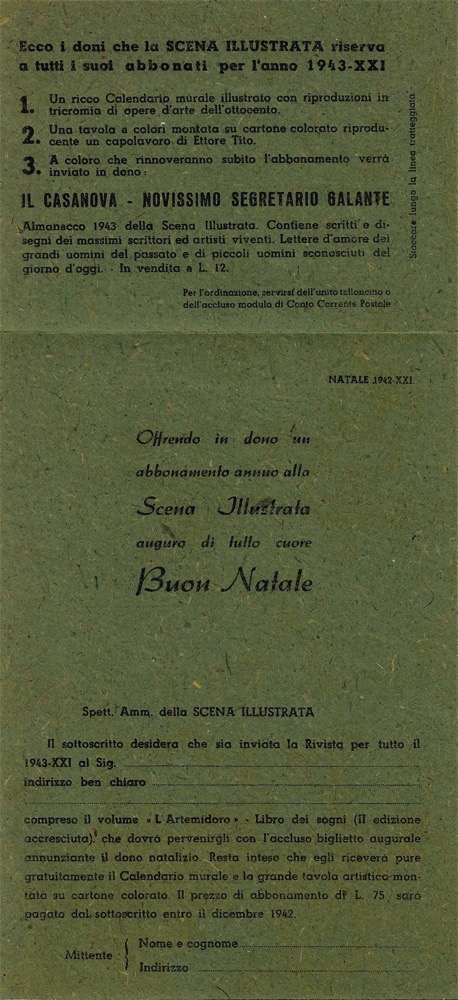 Ecco i doni che la SCENA ILLUSTRATA riserva
a tutti i suoi abbonati per l'anno 1943-XXI
1. Un ricco Calendario murale illustrato con riproduzioni in
tricromia di opere d'arte dell'ottocento.
2. Una tavola a colori montata su cartone colorato riprodu-
cente un capolavoro di Ettore Tito.
3. A coloro che rinnoveranno subito l'abbonamento verrà
inviato in dono:
IL CASANOVA - NOVISSIMO SEGRETARIO GALANTE
Almanacco 1943 della Scena Illustrata. Contiene scritti e di-
segni dei massimi scrittori ed artisti viventi. Lettere d'amore dei
grandi uomini del passato e di piccoli uomini sconosciuti del
giorno d'oggi. - In vendita a L. 12.
Per l'ordinazione, servirsi dell'unito talloncino o
dell'accluso modulo di Conto Corrente Postale
Staccare lungo la linea tratteggiata
NATALE 1942-XXI
Offrendo in dono un
abbonamento annuo alla
Scena Illustrata
auguro di tutto cuore
Buon Natale
Spett. Amm. della SCENA ILLUSTRATA
Il sottoscritto desidera che sia inviata la Rivista per tutto il
1943-XXI al Sig.
indirizzo ben chiaro
compreso il volume « L'Artemidoro » - Libro dei sogni (II edizione
accresciuta) che dovrà pervenirgli con l'accluso biglietto augurale
annunziante il dono natalizio. Resta inteso che egli riceverà pure
gratuitamente il Calendario murale e la grande tavola artistica mon-
tata su cartone colorato. Il prezzo di abbonamento di L. 75 sarà
pagato dal sottoscritto entro il dicembre 1942.
Mittente
Nome e cognome
Indirizzo